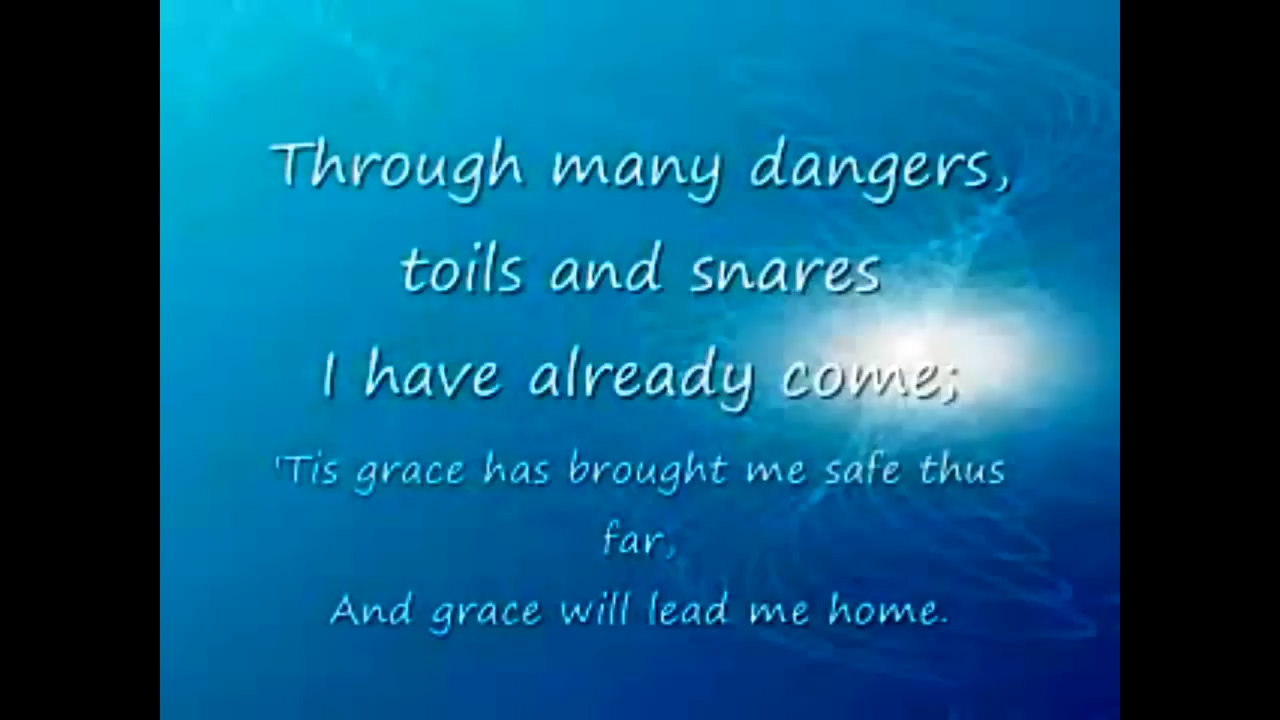 Through many dangers,
toils and snares
I have already come;
'Tis grace has brought me safe thus
far,
And grace will lead me home.